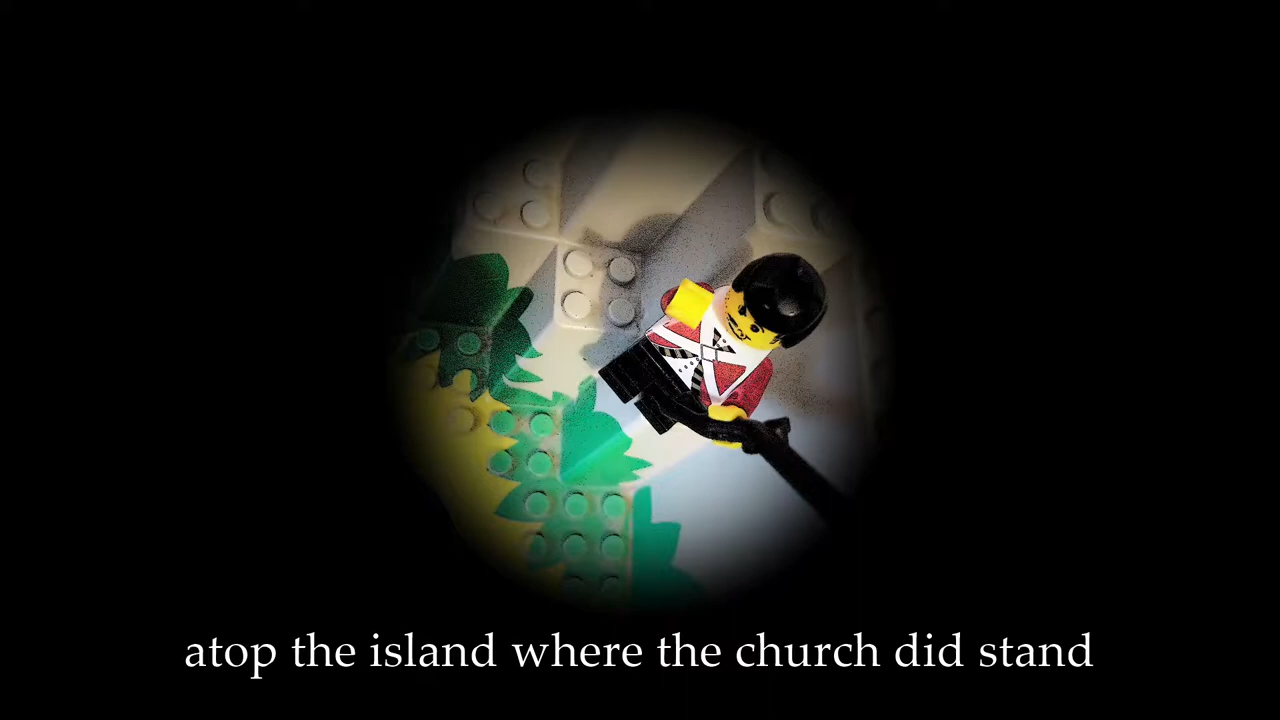 atop the island where the church did stand